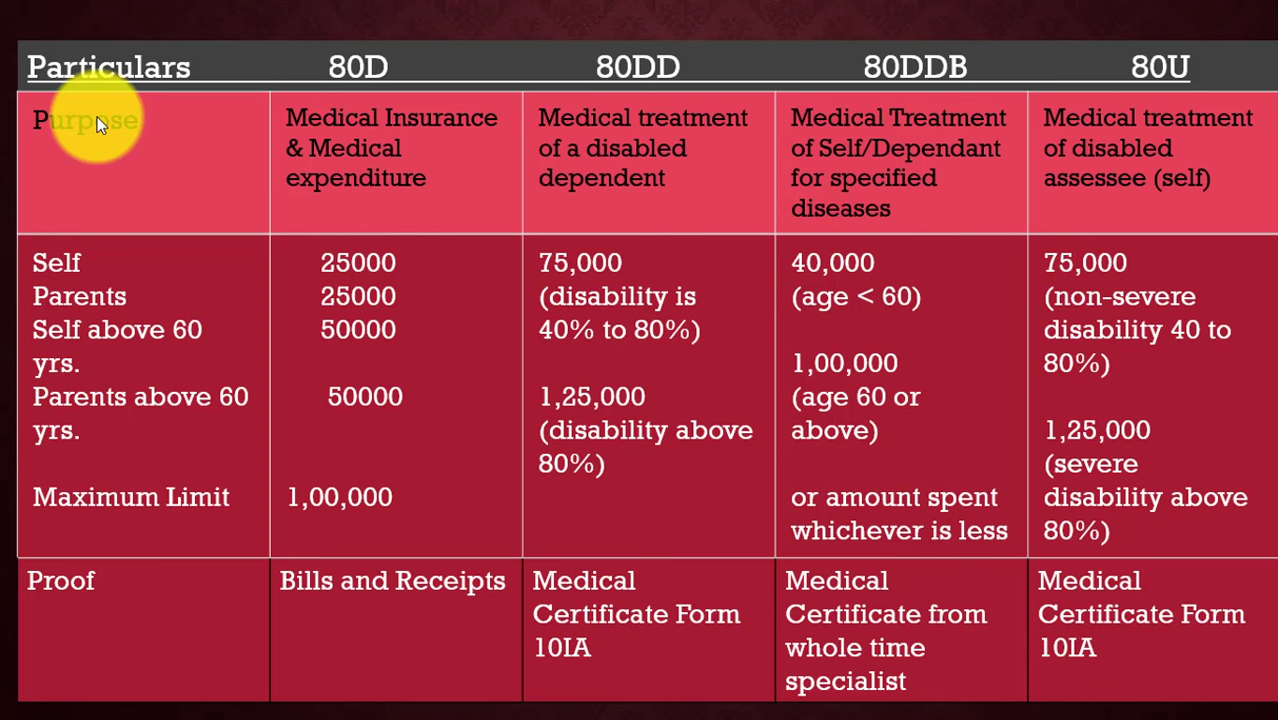 Particulars 80D 80DD 80DDB 80U
Purpose
Medical Insurance
& Medical
expenditure
Medical treatment
of a disabled
dependent
Medical Treatment
of Self/Dependant
for specified
diseases
Medical treatment
of disabled
assessee (self)
Self
Parents
Self above 60
yrs.
Parents above 60
yrs.
Maximum Limit
25000
25000
50000
50000
1,00,000
75,000
(disability is
40% to 80%)
1,25,000
(disability above
80%)
40,000
(age < 60)
1,00,000
(age 60 or
above)
or amount spent
whichever is less
75,000
(non-severe
disability 40 to
80%)
1,25,000
(severe
disability above
80%)
Proof
Bills and Receipts
Medical
Certificate Form
10IA
Medical
Certificate from
whole time
specialist
Medical
Certificate Form
10IA